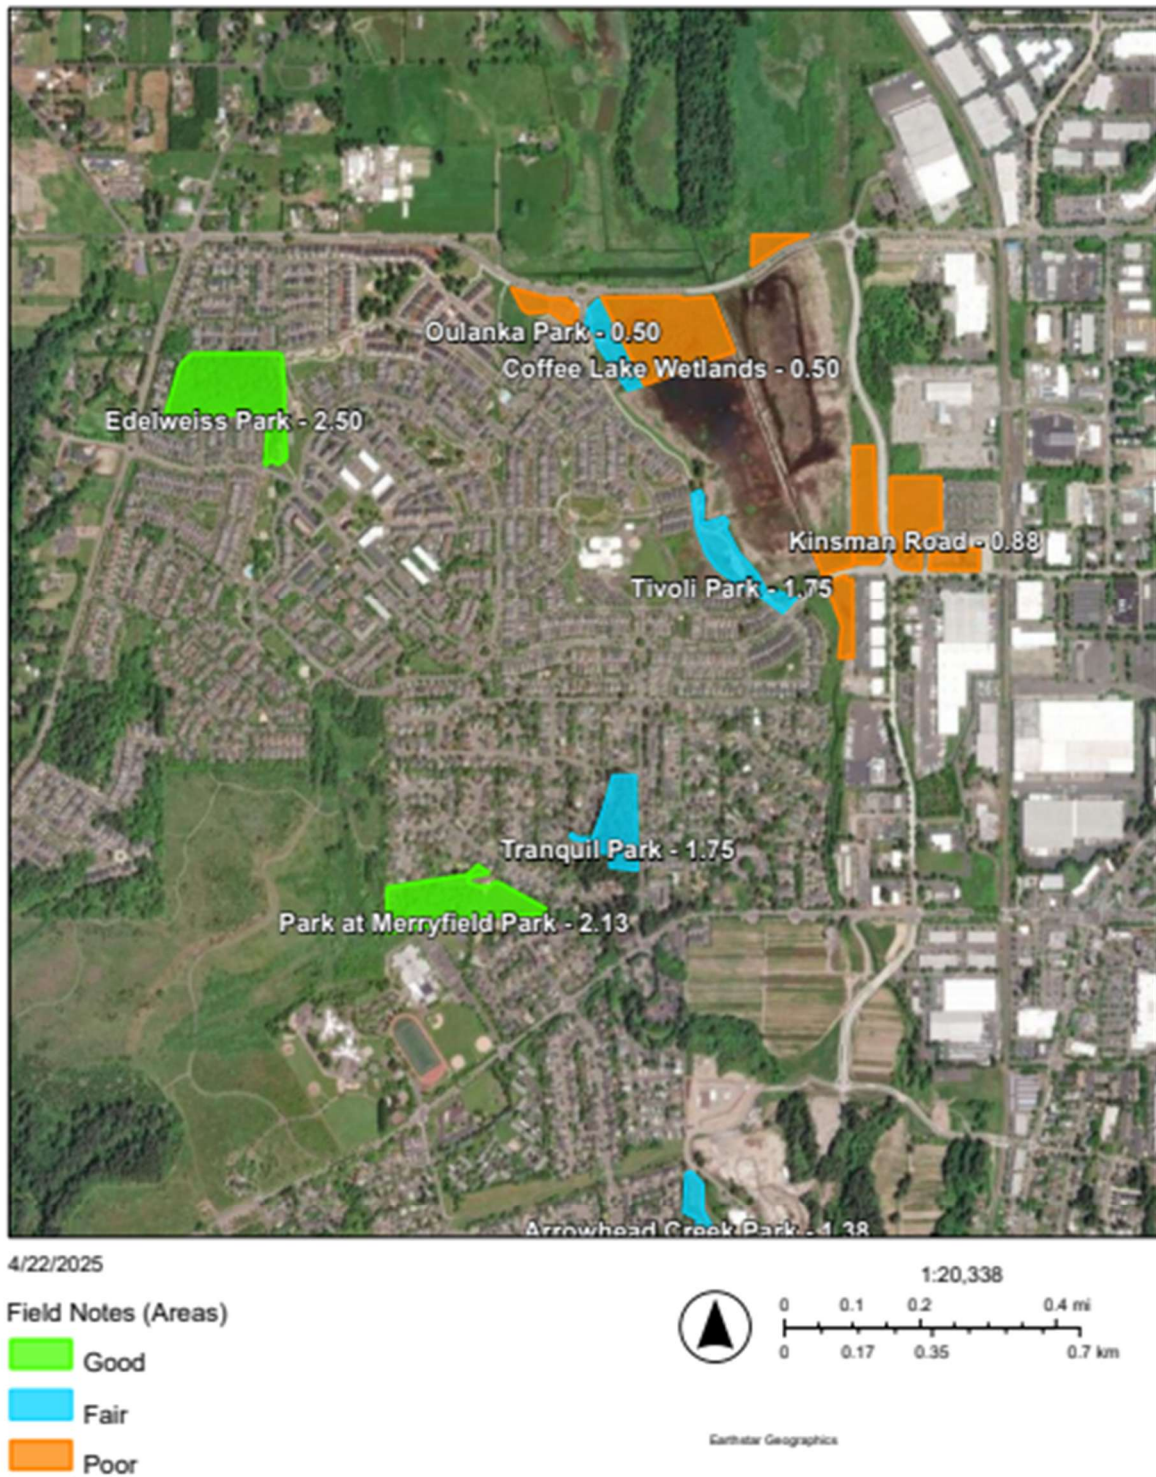 Oulanka Park - 0.50
Coffee Lake Wetlands - 0.50
Edelweiss Park - 2.50
Kinsman Road - 0.88
Tivoli Park - 1.75
Tranquil Park - 1.75
Park at Merryfield Park - 2.13
Arrowhead Creek Park - 1.38
4/22/2025
1:20,338
Field Notes (Areas)
0 0.1 0.2 0.4 mi
0 0.17 0.35 0.7 km
Good
Fair
Poor
Earthstar Geographics